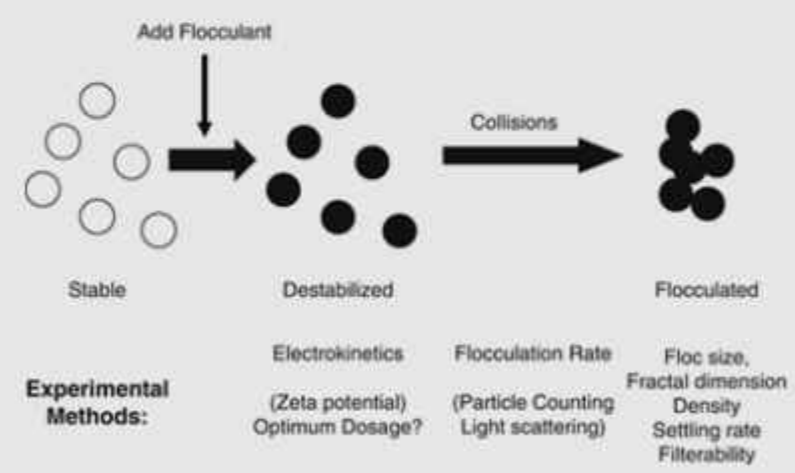 Add Flocculant
Collisions
Stable
Destabilized
Flocculated
Experimental
Methods:
Electrokinetics
(Zeta potential)
Optimum Dosage?
Flocculation Rate
(Particle Counting
Light scattering)
Floc size,
Fractal dimension
Density
Settling rate
Filterability